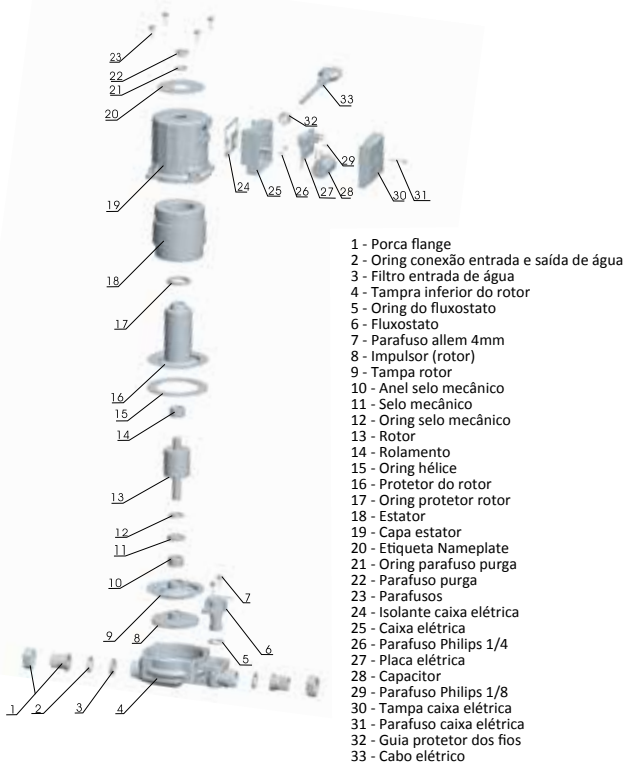 23
22
21
20
33
32
29
19
24
25
26
27
28
30
31
18
17
16
15
14
13
12
11
10
7
9
8
6
5
1
2
3
4
1 - Porca flange
2 - Oring conexão entrada e saída de água
3 - Filtro entrada de água
4 - Tampra inferior do rotor
5 - Oring do fluxostato
6 - Fluxostato
7 - Parafuso allem 4mm
8 - Impulsor (rotor)
9 - Tampa rotor
10 - Anel selo mecânico
11 - Selo mecânico
12 - Oring selo mecânico
13 - Rotor
14 - Rolamento
15 - Oring hélice
16 - Protetor do rotor
17 - Oring protetor rotor
18 - Estator
19 - Capa estator
20 - Etiqueta Nameplate
21 - Oring parafuso purga
22 - Parafuso purga
23 - Parafusos
24 - Isolante caixa elétrica
25 - Caixa elétrica
26 - Parafuso Philips 1/4
27 - Placa elétrica
28 - Capacitor
29 - Parafuso Philips 1/8
30 - Tampa caixa elétrica
31 - Parafuso caixa elétrica
32 - Guia protetor dos fios
33 - Cabo elétrico